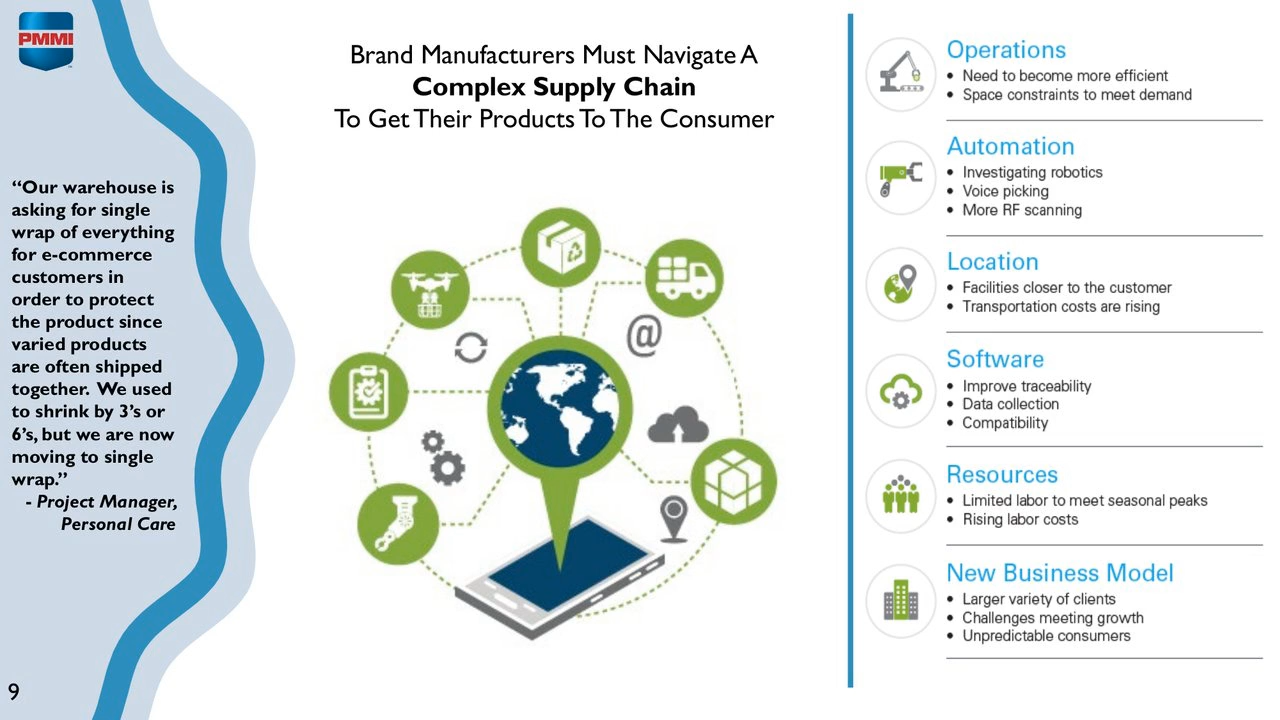 PMMI
Brand Manufacturers Must Navigate A
Complex Supply Chain
To Get Their Products To The Consumer
“Our warehouse is
asking for single
wrap of everything
for e-commerce
customers in
order to protect
the product since
varied products
are often shipped
together. We used
to shrink by 3’s or
6’s, but we are now
moving to single
wrap.”
- Project Manager,
Personal Care
@
Operations
• Need to become more efficient
• Space constraints to meet demand
Automation
• Investigating robotics
• Voice picking
• More RF scanning
Location
• Facilities closer to the customer
• Transportation costs are rising
Software
• Improve traceability
• Data collection
• Compatibility
Resources
• Limited labor to meet seasonal peaks
• Rising labor costs
New Business Model
• Larger variety of clients
• Challenges meeting growth
• Unpredictable consumers
9